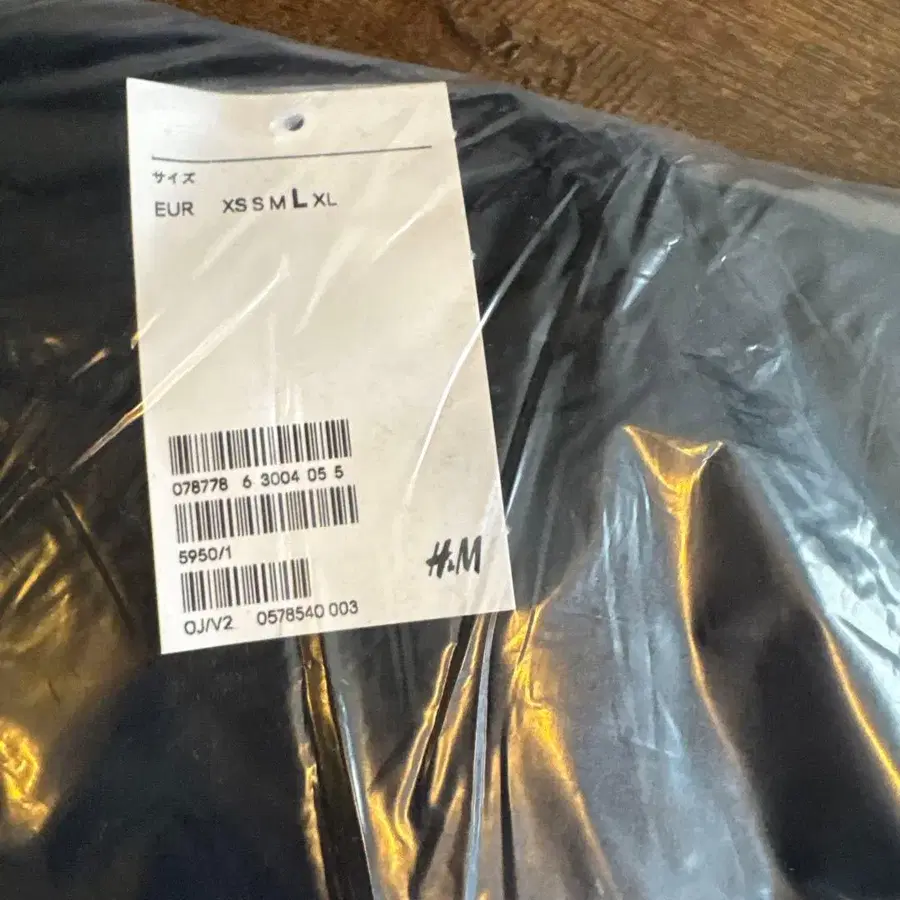 サイズ
EUR XS S M L XL
078778 6 3004 05 5
5950/1
H&M
OJ/V2 0578540 003